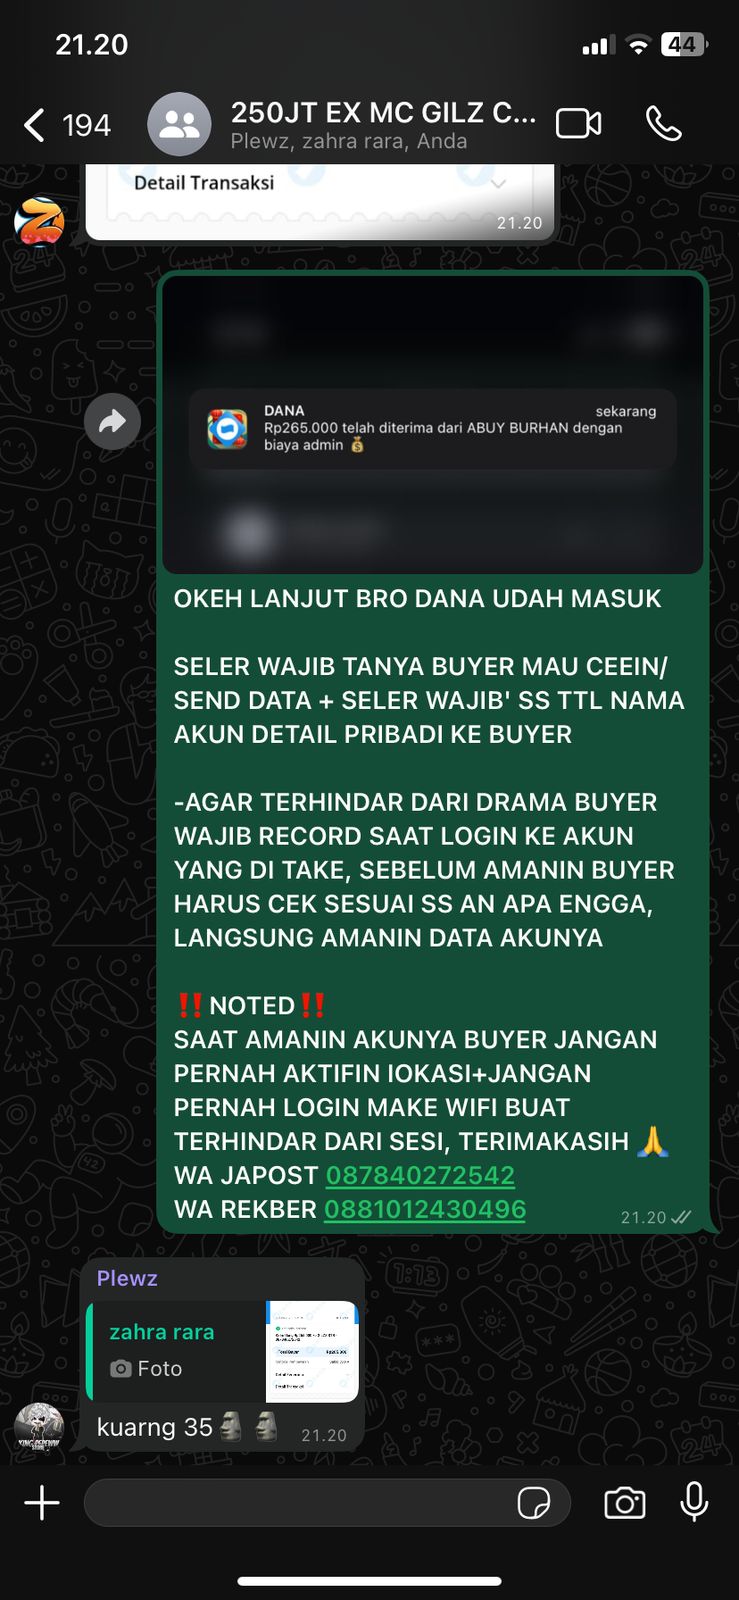 21.20
44
194
250JT EX MC GILZ C...
Plewz, zahra rara, Anda
Detail Transaksi
21.20
DANA
sekarang
Rp265.000 telah diterima dari ABUY BURHAN dengan
biaya admin 💰
OKEH LANJUT BRO DANA UDAH MASUK
SELER WAJIB TANYA BUYER MAU CEEIN/
SEND DATA + SELER WAJIB' SS TTL NAMA
AKUN DETAIL PRIBADI KE BUYER
-AGAR TERHINDAR DARI DRAMA BUYER
WAJIB RECORD SAAT LOGIN KE AKUN
YANG DI TAKE, SEBELUM AMANIN BUYER
HARUS CEK SESUAI SS AN APA ENGGA,
LANGSUNG AMANIN DATA AKUNYA
‼️NOTED‼️
SAAT AMANIN AKUNYA BUYER JANGAN
PERNAH AKTIFIN lOKASI+JANGAN
PERNAH LOGIN MAKE WIFI BUAT
TERHINDAR DARI SESI, TERIMAKASIH 🙏
WA JAPOST 087840272542
WA REKBER 0881012430496
21.20
Plewz
zahra rara
Foto
kuarng 35🗿🗿
21.20